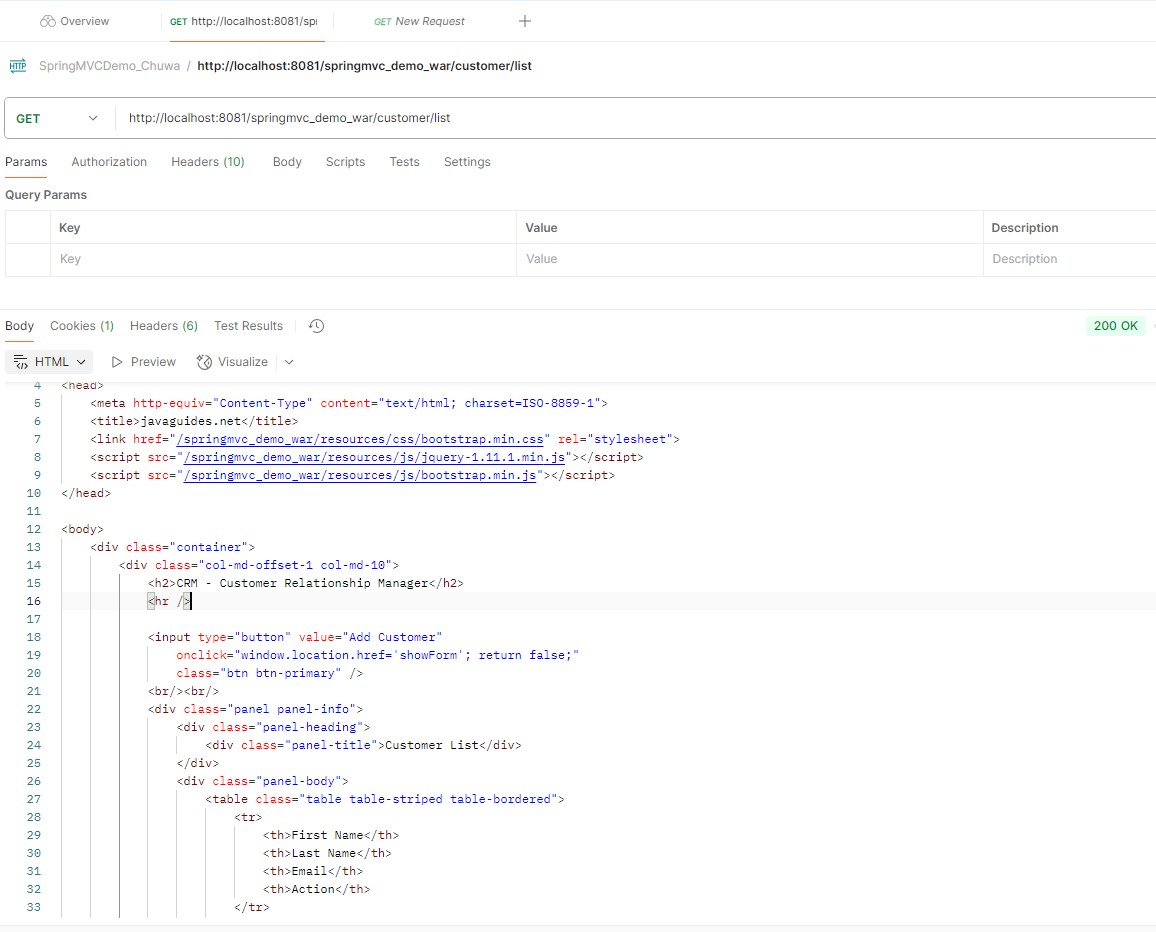 Overview
GET http://localhost:8081/spr
GET New Request
HTTP SpringMVCDemo_Chuwa / http://localhost:8081/springmvc_demo_war/customer/list
GET http://localhost:8081/springmvc_demo_war/customer/list
Params Authorization Headers (10) Body Scripts Tests Settings
Query Params
Key Value Description
Key Value Description
Body Cookies (1) Headers (6) Test Results 200 OK
HTML Preview Visualize
4 <head>
5 <meta http-equiv="Content-Type" content="text/html; charset=ISO-8859-1">
6 <title>javaguides.net</title>
7 <link href="/springmvc_demo_war/resources/css/bootstrap.min.css" rel="stylesheet">
8 <script src="/springmvc_demo_war/resources/js/jquery-1.11.1.min.js"></script>
9 <script src="/springmvc_demo_war/resources/js/bootstrap.min.js"></script>
10 </head>
11
12 <body>
13 <div class="container">
14 <div class="col-md-offset-1 col-md-10">
15 <h2>CRM - Customer Relationship Manager</h2>
16 <hr />
17
18 <input type="button" value="Add Customer"
19 onclick="window.location.href='showForm'; return false;"
20 class="btn btn-primary" />
21 <br/><br/>
22 <div class="panel panel-info">
23 <div class="panel-heading">
24 <div class="panel-title">Customer List</div>
25 </div>
26 <div class="panel-body">
27 <table class="table table-striped table-bordered">
28 <tr>
29 <th>First Name</th>
30 <th>Last Name</th>
31 <th>Email</th>
32 <th>Action</th>
33 </tr>